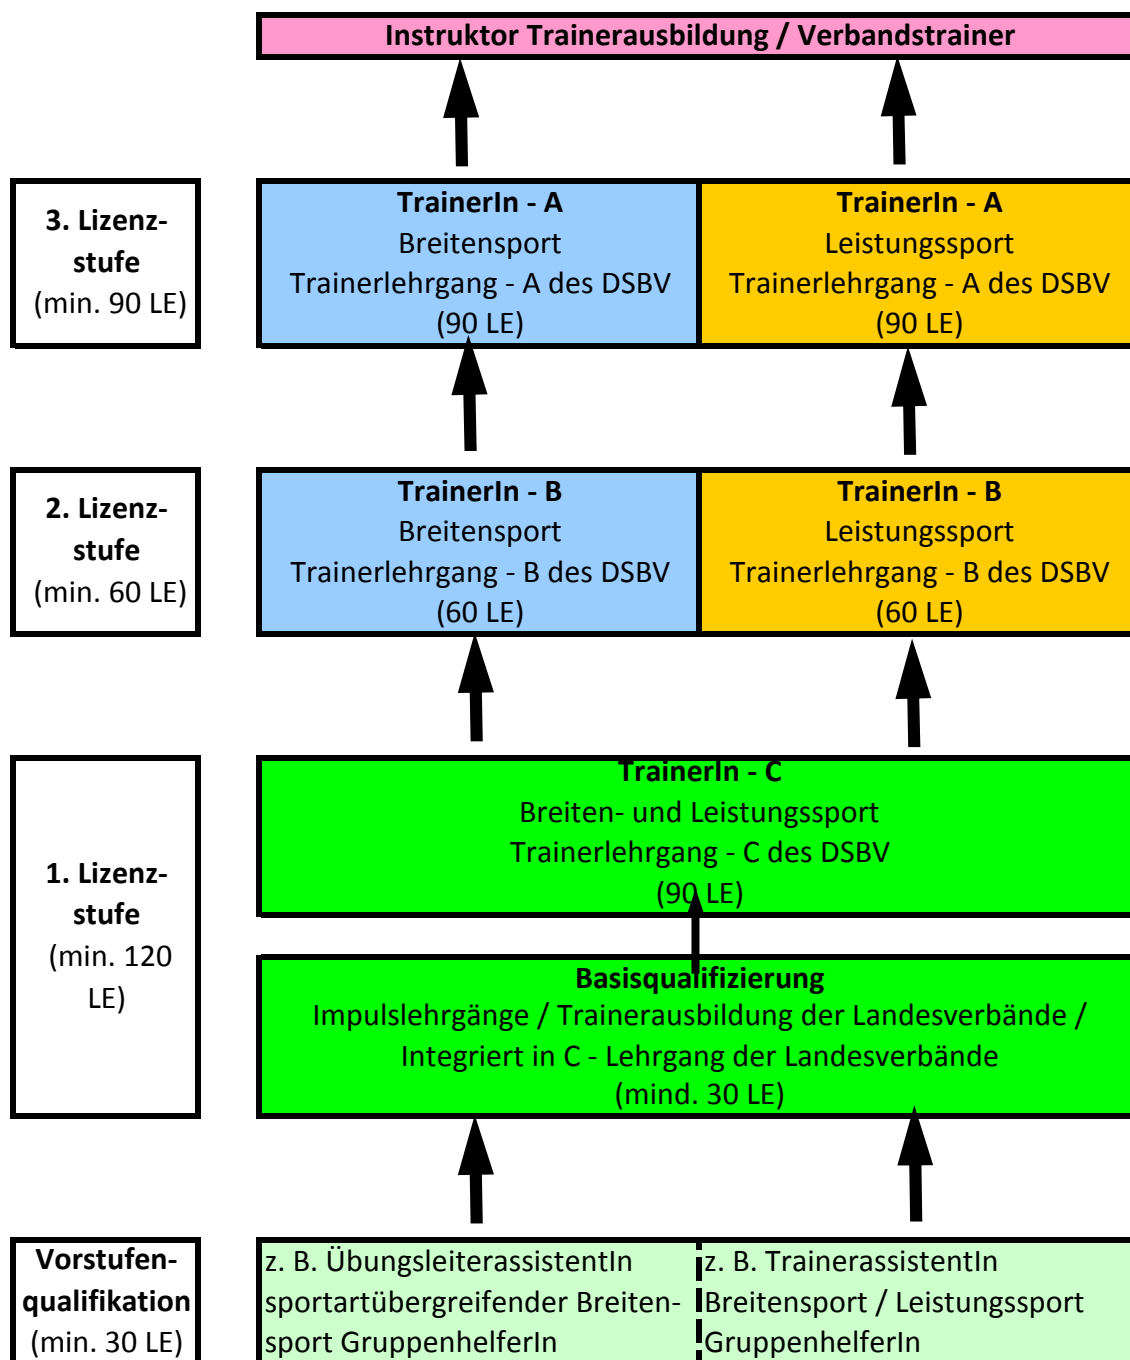 Instruktor Trainerausbildung / Verbandstrainer
3. Lizenz-
stufe
(min. 90 LE)
TrainerIn - A
Breitensport
Trainerlehrgang - A des DSBV
(90 LE)
TrainerIn - A
Leistungssport
Trainerlehrgang - A des DSBV
(90 LE)
2. Lizenz-
stufe
(min. 60 LE)
TrainerIn - B
Breitensport
Trainerlehrgang - B des DSBV
(60 LE)
TrainerIn - B
Leistungssport
Trainerlehrgang - B des DSBV
(60 LE)
1. Lizenz-
stufe
(min. 120
LE)
TrainerIn - C
Breiten- und Leistungssport
Trainerlehrgang - C des DSBV
(90 LE)
Basisqualifizierung
Impulslehrgänge / Trainerausbildung der Landesverbände /
Integriert in C - Lehrgang der Landesverbände
(mind. 30 LE)
Vorstufen-
qualifikation
(min. 30 LE)
z. B. ÜbungsleiterassistentIn
sportartübergreifender Breiten-
sport GruppenhelferIn
z. B. TrainerassistentIn
Breitensport / Leistungssport
GruppenhelferIn